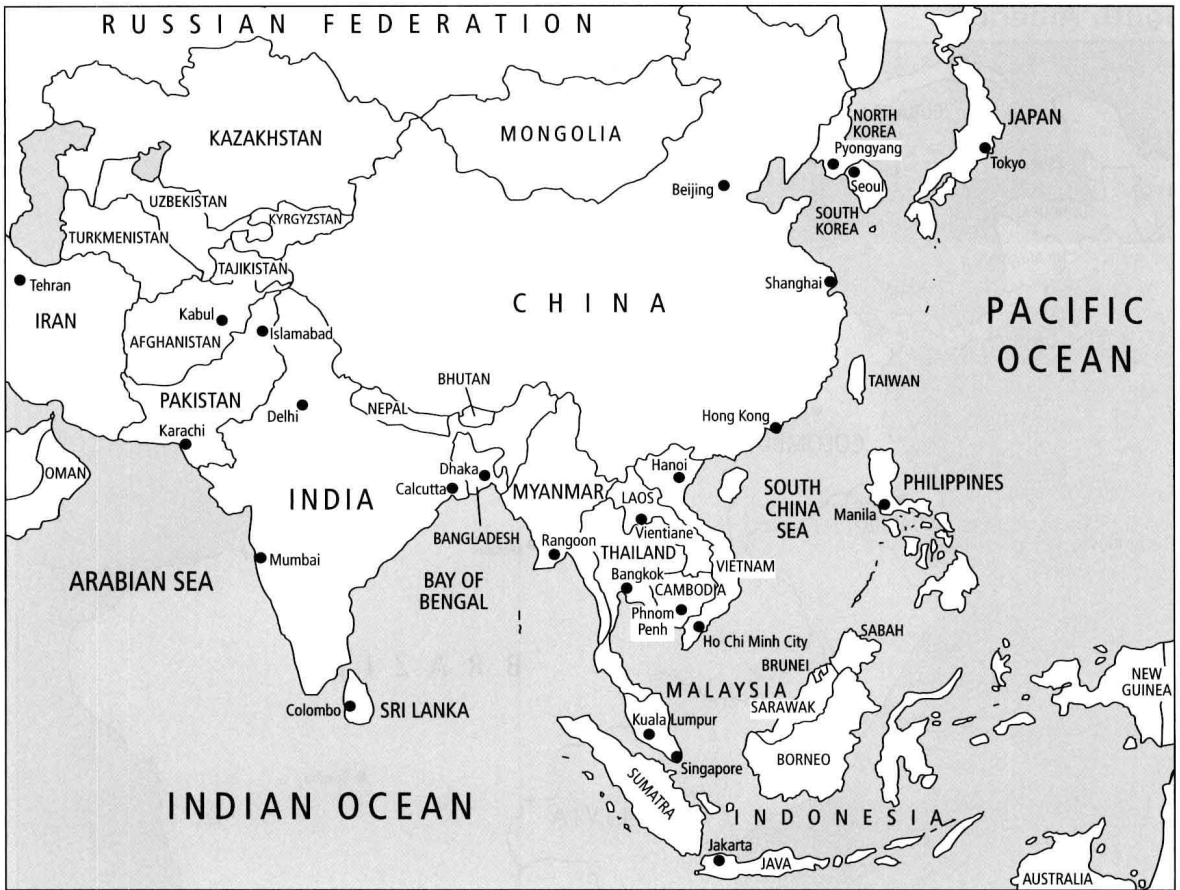 RUSSIAN FEDERATION
KAZAKHSTAN
MONGOLIA
NORTH
KOREA
Pyongyang
JAPAN
Tokyo
Beijing
Seoul
UZBEKISTAN
KYRGYZSTAN
SOUTH
KOREA
TURKMENISTAN
TAJIKISTAN
Tehran
Shanghai
IRAN
Kabul
CHINA
PACIFIC
OCEAN
AFGHANISTAN
Islamabad
BHUTAN
TAIWAN
PAKISTAN
Delhi
NEPAL
Hong Kong
Karachi
OMAN
Dhaka
Hanoi
INDIA
Calcutta
MYANMAR
LAOS
SOUTH
CHINA
SEA
PHILIPPINES
Manila
Vientiane
BANGLADESH
Rangoon
THAILAND
Mumbai
VIETNAM
ARABIAN SEA
BAY OF
BENGAL
Bangkok
CAMBODIA
Phnom
Penh
Ho Chi Minh City
SABAH
BRUNEI
MALAYSIA
NEW
GUINEA
Colombo
SRI LANKA
SARAWAK
Kuala Lumpur
BORNEO
Singapore
SUMATRA
INDIAN OCEAN
INDONESIA
Jakarta
JAVA
AUSTRALIA